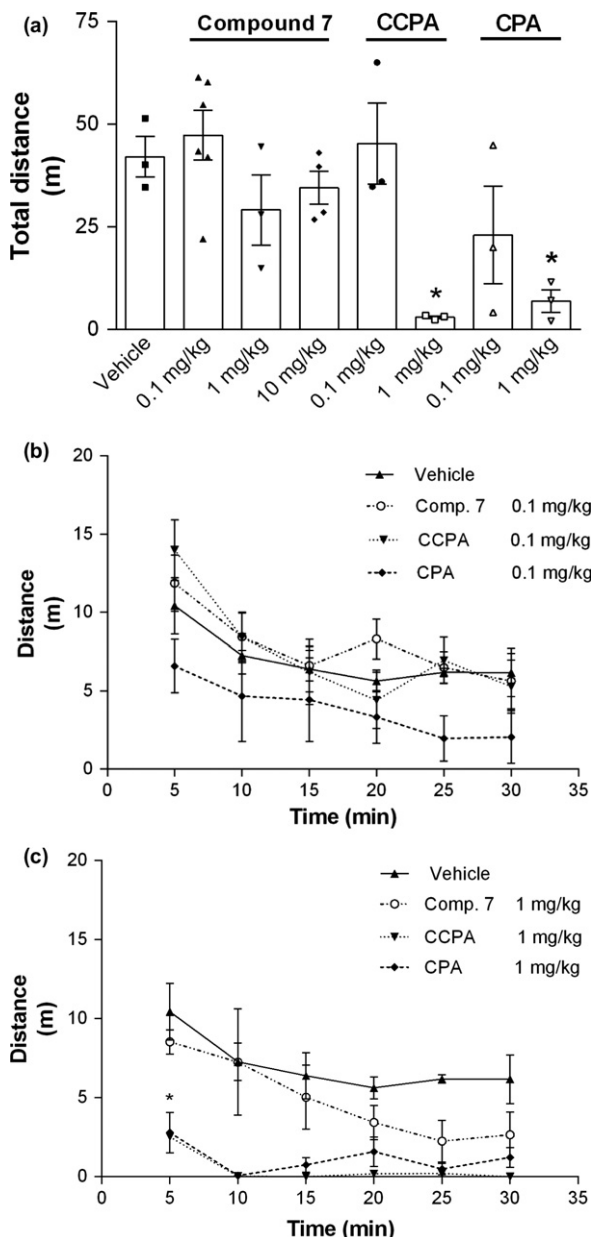 (a)
Compound 7 CCPA CPA
Total distance
(m)
75
50
25
0
*
*
Vehicle
0.1 mg/kg
1 mg/kg
10 mg/kg
0.1 mg/kg
1 mg/kg
0.1 mg/kg
1 mg/kg
(b)
Distance
(m)
20
15
10
5
0
Vehicle
Comp. 7 0.1 mg/kg
CCPA 0.1 mg/kg
CPA 0.1 mg/kg
0 5 10 15 20 25 30 35
Time (min)
(c)
Distance
(m)
20
15
10
5
0
Vehicle
Comp. 7 1 mg/kg
CCPA 1 mg/kg
CPA 1 mg/kg
*
0 5 10 15 20 25 30 35
Time (min)